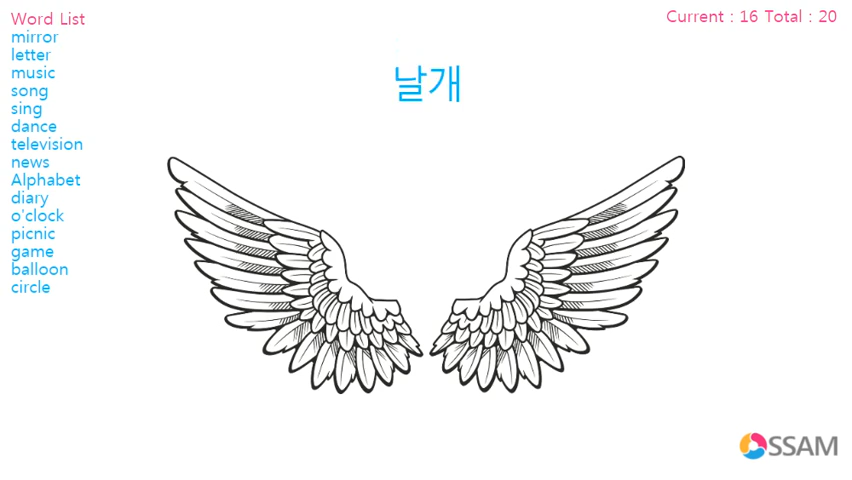 Word List
mirror
letter
music
song
sing
dance
television
news
Alphabet
diary
o'clock
picnic
game
balloon
circle
Current : 16 Total : 20
날개
SSAM